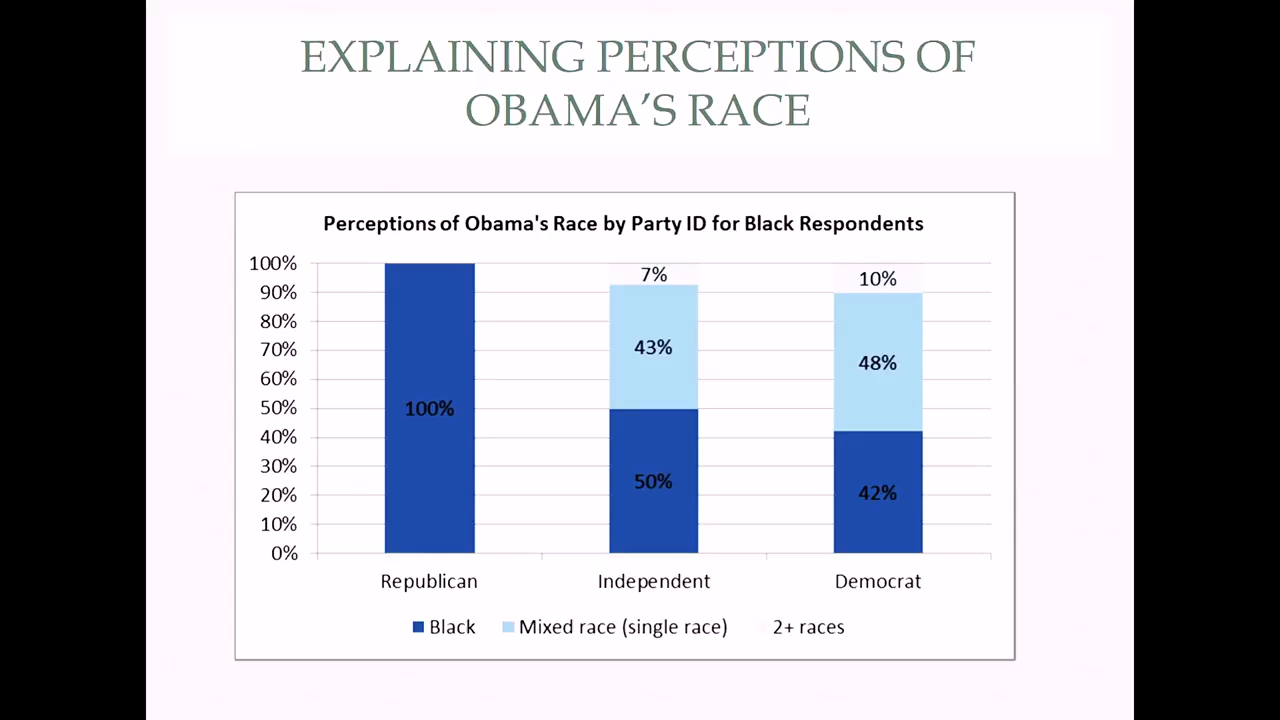 EXPLAINING PERCEPTIONS OF
OBAMA’S RACE
Perceptions of Obama's Race by Party ID for Black Respondents
100%
90%
80%
70%
60%
50%
40%
30%
20%
10%
0%
100%
7%
43%
50%
10%
48%
42%
Republican
Independent
Democrat
Black
Mixed race (single race)
2+ races